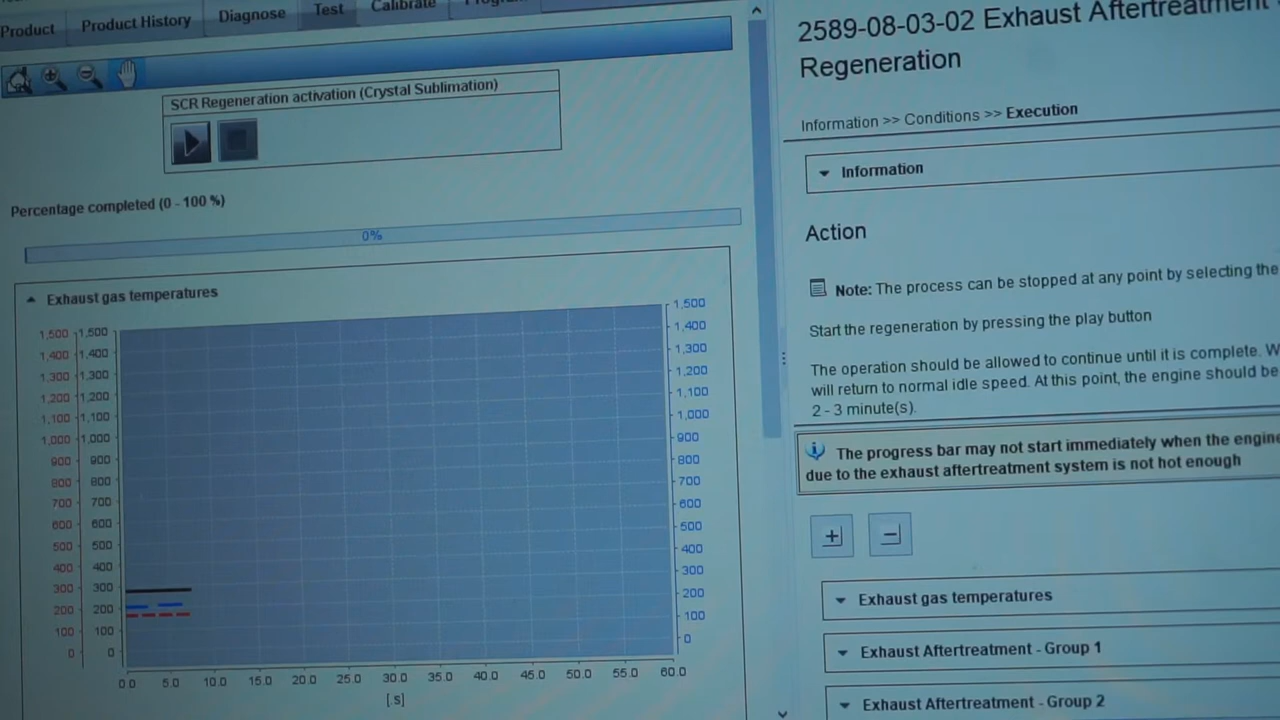 Product
Product History
Diagnose
Test
Calibrate
SCR Regeneration activation (Crystal Sublimation)
Percentage completed (0 - 100 %)
0%
Exhaust gas temperatures
1,500 1,500 1,500
1,400 1,400 1,400
1,300 1,300 1,300
1,200 1,200 1,200
1,100 1,100 1,100
1,000 1,000 1,000
900 900 900
800 800 800
700 700 700
600 600 600
500 500 500
400 400 400
300 300 300
200 200 200
100 100 100
0 0 0
0.0 5.0 10.0 15.0 20.0 25.0 30.0 35.0 40.0 45.0 50.0 55.0 60.0
[s]
2589-08-03-02 Exhaust Aftertreatment
Regeneration
Information >> Conditions >> Execution
Information
Action
Note: The process can be stopped at any point by selecting the
Start the regeneration by pressing the play button
The operation should be allowed to continue until it is complete. W
will return to normal idle speed. At this point, the engine should be
2 - 3 minute(s).
The progress bar may not start immediately when the engine
due to the exhaust aftertreatment system is not hot enough
Exhaust gas temperatures
Exhaust Aftertreatment - Group 1
Exhaust Aftertreatment - Group 2